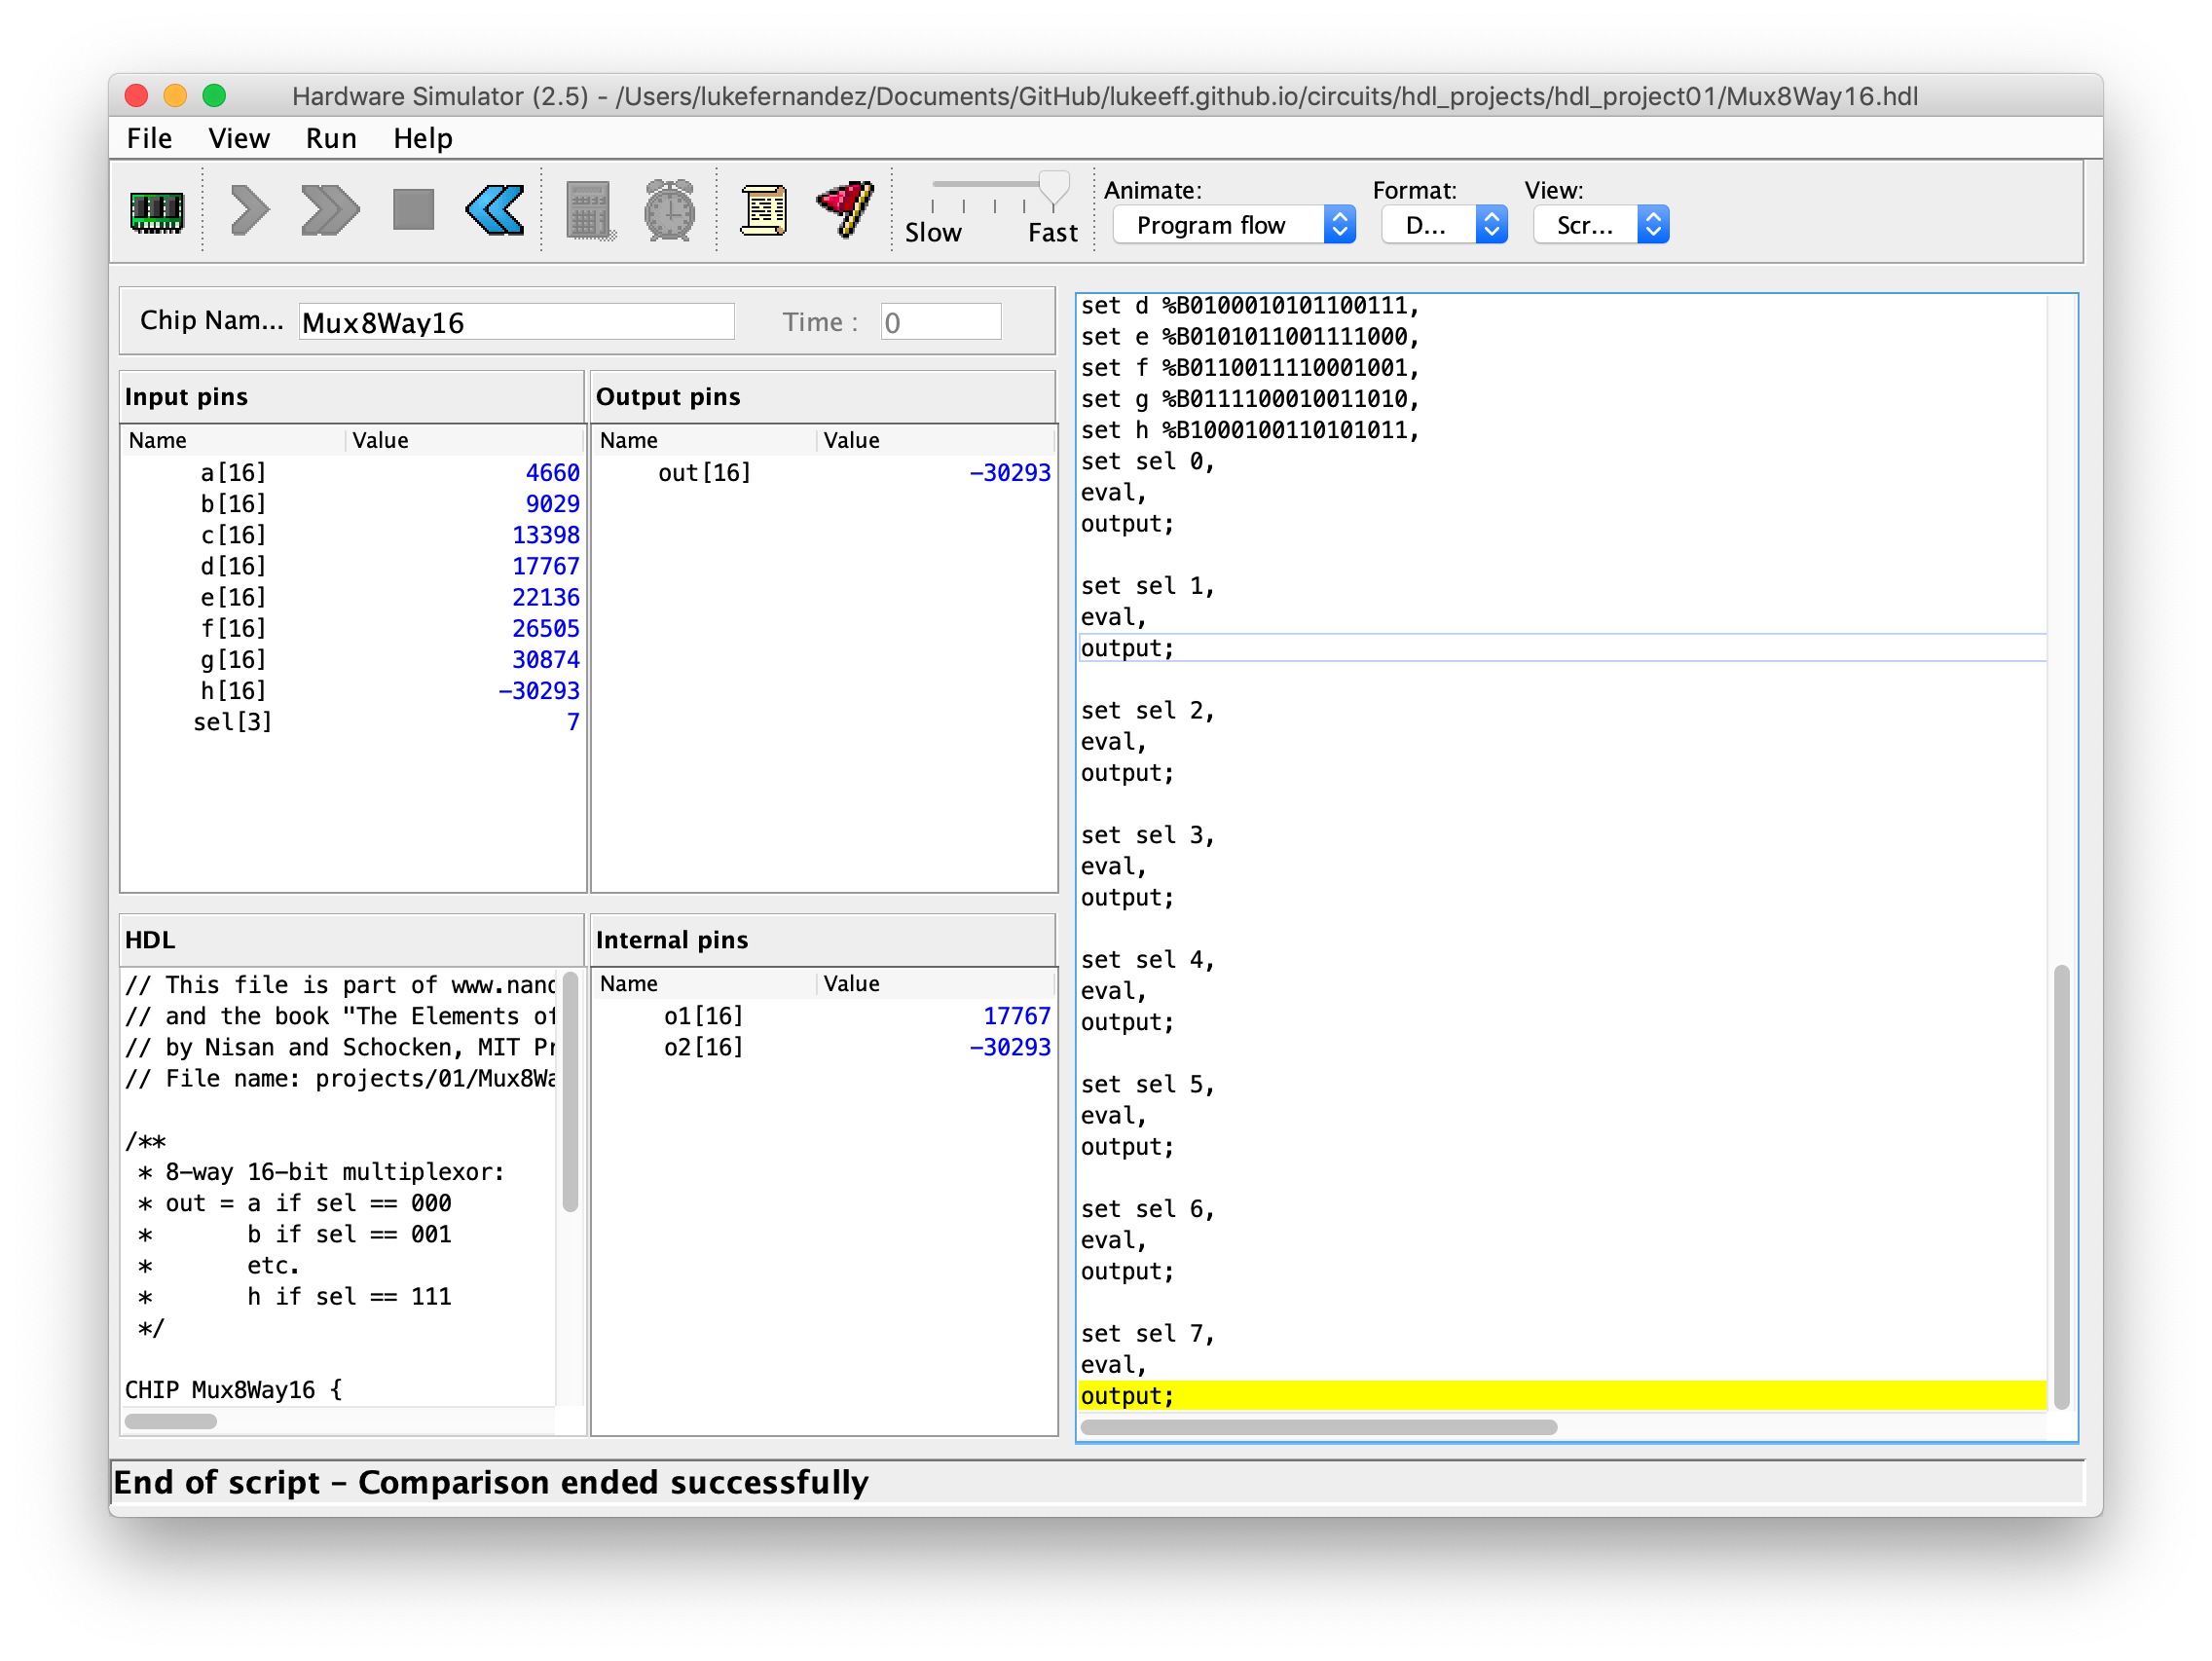 Hardware Simulator (2.5) - /Users/lukefernandez/Documents/GitHub/lukeeff.github.io/circuits/hdl_projects/hdl_project01/Mux8Way16.hdl
File View Run Help
Slow Fast
Animate: Format: View:
Program flow D... Scr...
Chip Nam... Mux8Way16 Time : 0
Input pins
Name Value
a[16] 4660
b[16] 9029
c[16] 13398
d[16] 17767
e[16] 22136
f[16] 26505
g[16] 30874
h[16] -30293
sel[3] 7
Output pins
Name Value
out[16] -30293
HDL
// This file is part of www.nand
// and the book "The Elements of
// by Nisan and Schocken, MIT Pr
// File name: projects/01/Mux8Wa
/**
* 8-way 16-bit multiplexor:
* out = a if sel == 000
* b if sel == 001
* etc.
* h if sel == 111
*/
CHIP Mux8Way16 {
Internal pins
Name Value
o1[16] 17767
o2[16] -30293
set d %B0100010101100111,
set e %B0101011001111000,
set f %B0110011110001001,
set g %B0111100010011010,
set h %B1000100110101011,
set sel 0,
eval,
output;
set sel 1,
eval,
output;
set sel 2,
eval,
output;
set sel 3,
eval,
output;
set sel 4,
eval,
output;
set sel 5,
eval,
output;
set sel 6,
eval,
output;
set sel 7,
eval,
output;
End of script - Comparison ended successfully